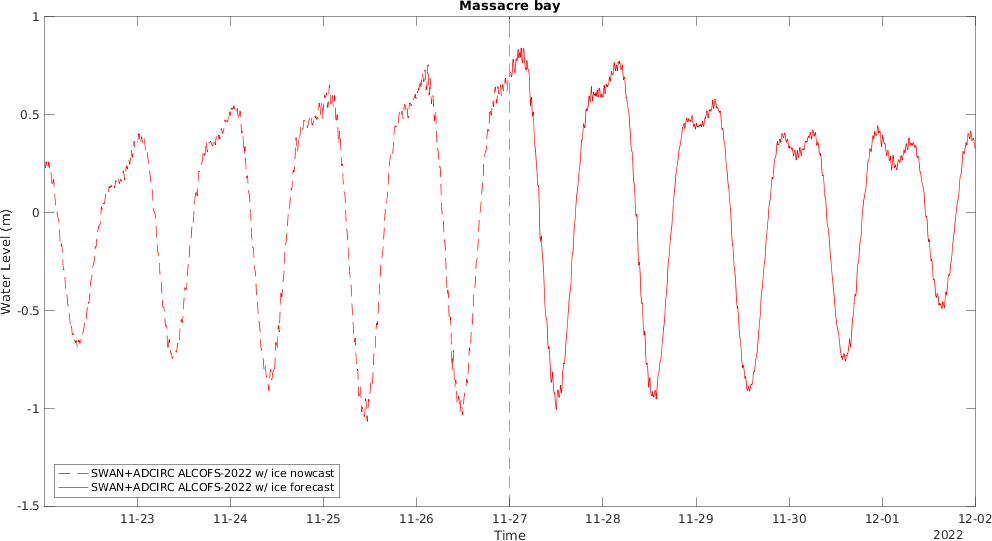 Massacre bay
Water Level (m)
1
0.5
0
-0.5
-1
-1.5
SWAN+ADCIRC ALCOFS-2022 w/ ice nowcast
SWAN+ADCIRC ALCOFS-2022 w/ ice forecast
11-23 11-24 11-25 11-26 11-27 11-28 11-29 11-30 12-01 12-02
Time
2022